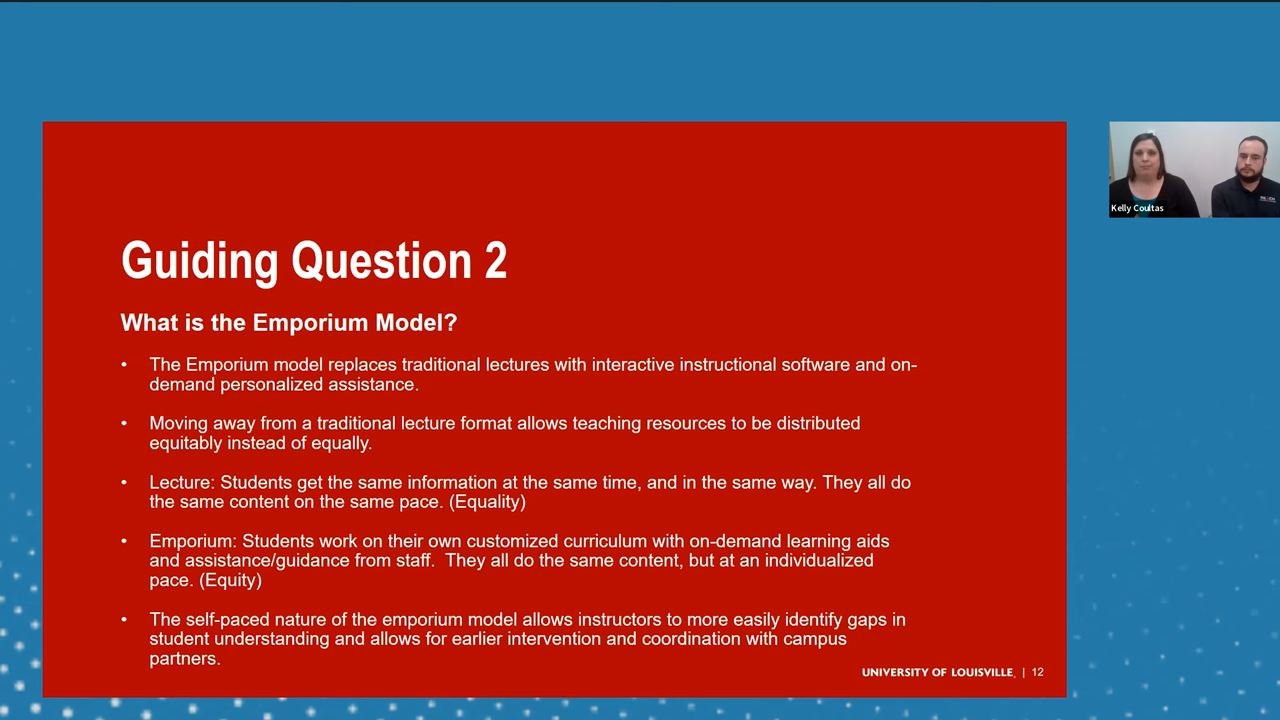 Guiding Question 2
What is the Emporium Model?
• The Emporium model replaces traditional lectures with interactive instructional software and on-
demand personalized assistance.
• Moving away from a traditional lecture format allows teaching resources to be distributed
equitably instead of equally.
• Lecture: Students get the same information at the same time, and in the same way. They all do
the same content on the same pace. (Equality)
• Emporium: Students work on their own customized curriculum with on-demand learning aids
and assistance/guidance from staff.  They all do the same content, but at an individualized
pace. (Equity)
• The self-paced nature of the emporium model allows instructors to more easily identify gaps in
student understanding and allows for earlier intervention and coordination with campus
partners.
UNIVERSITY OF LOUISVILLE. | 12
Kelly Coultas